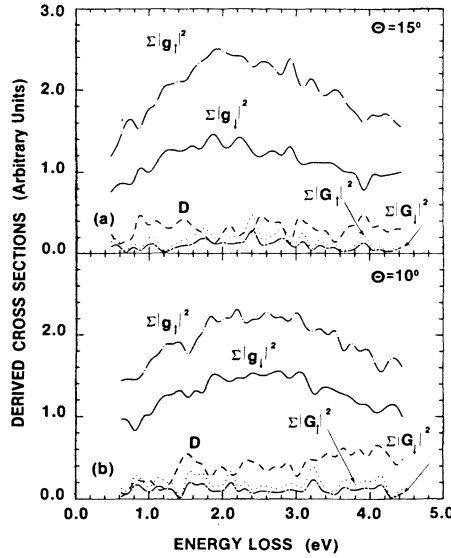 DERIVED CROSS SECTIONS (Arbitrary Units)
3.0
2.0
1.0
0.0
Θ=15°
Σ|g↑|²
Σ|g↓|²
Σ|G↑|²
Σ|G↓|²
D
(a)
2.0
1.0
0.0
Θ=10°
Σ|g↑|²
Σ|g↓|²
Σ|G↑|²
Σ|G↓|²
D
(b)
0.0 1.0 2.0 3.0 4.0 5.0
ENERGY LOSS (eV)